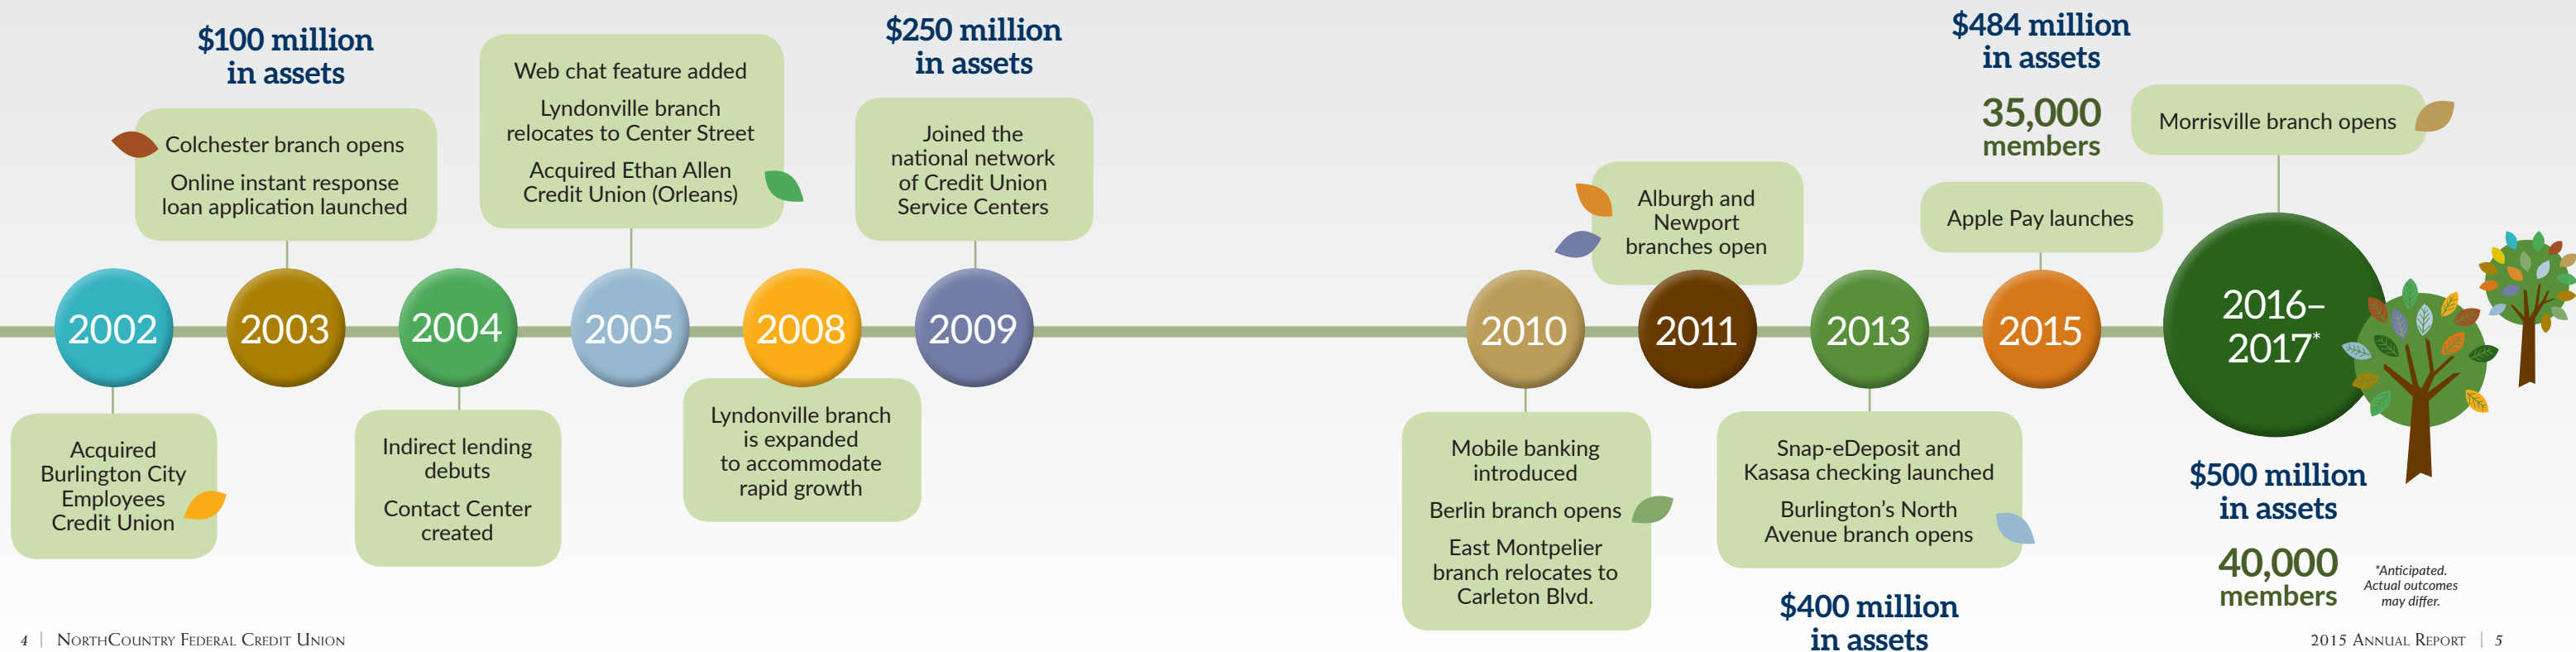 2002
Acquired
Burlington City
Employees
Credit Union
$100 million
in assets
Colchester branch opens
Online instant response
loan application launched
2003
2004
Indirect lending
debuts
Contact Center
created
Web chat feature added
Lyndonville branch
relocates to Center Street
Acquired Ethan Allen
Credit Union (Orleans)
2005
2008
Lyndonville branch
is expanded
to accommodate
rapid growth
$250 million
in assets
Joined the
national network
of Credit Union
Service Centers
2009
2010
Mobile banking
introduced
Berlin branch opens
East Montpelier
branch relocates to
Carleton Blvd.
Alburgh and
Newport
branches open
2011
2013
Snap-eDeposit and
Kasasa checking launched
Burlington’s North
Avenue branch opens
$400 million
in assets
$484 million
in assets
35,000
members
Apple Pay launches
2015
Morrisville branch opens
2016–
2017*
$500 million
in assets
40,000
members
*Anticipated.
Actual outcomes
may differ.
4 | NorthCountry Federal Credit Union
2015 Annual Report | 5